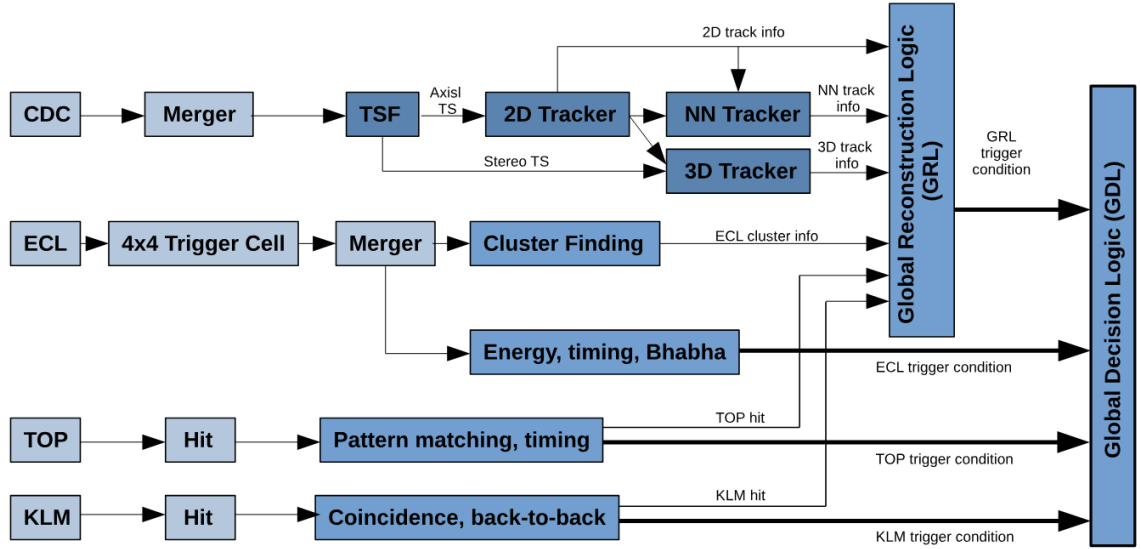 2D track info
Global Reconstruction Logic
(GRL)
CDC
Merger
TSF
Axisl
TS
2D Tracker
NN Tracker
NN track
info
Stereo TS
3D Tracker
3D track
info
GRL
trigger
condition
Global Decision Logic (GDL)
ECL
4x4 Trigger Cell
Merger
Cluster Finding
ECL cluster info
Energy, timing, Bhabha
ECL trigger condition
TOP
Hit
Pattern matching, timing
TOP hit
TOP trigger condition
KLM
Hit
Coincidence, back-to-back
KLM hit
KLM trigger condition